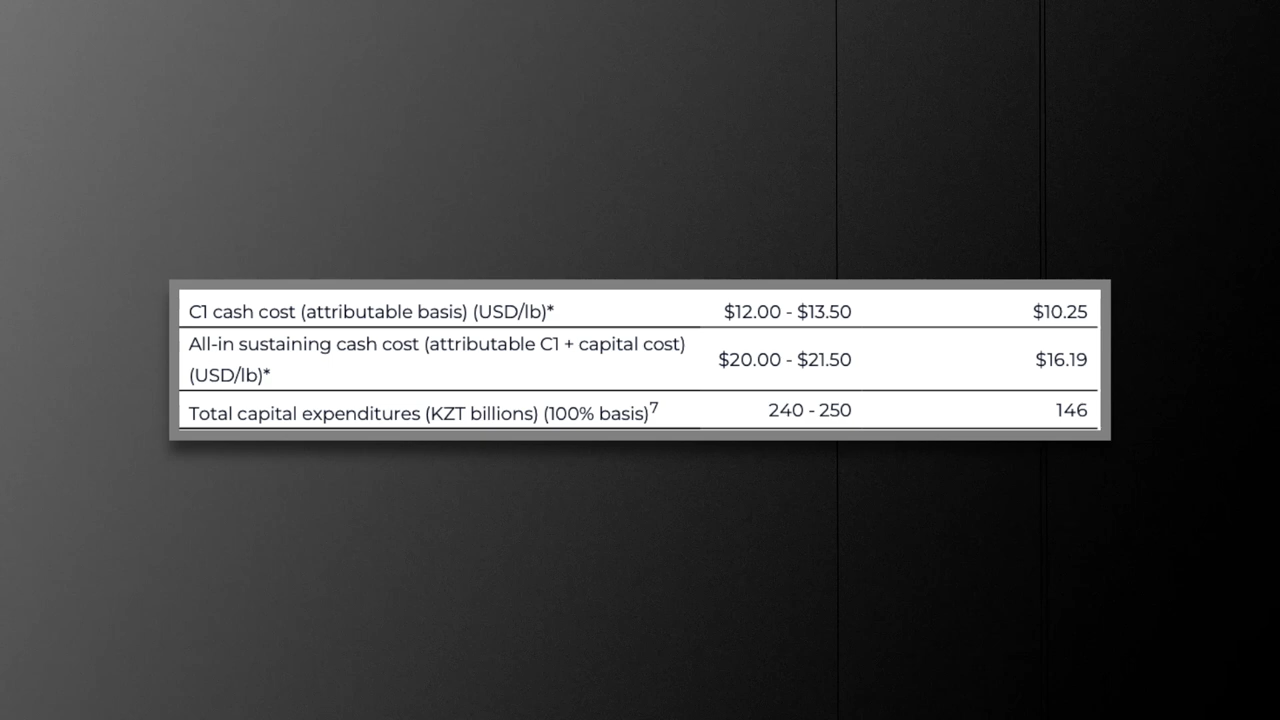 C1 cash cost (attributable basis) (USD/lb)* $12.00 - $13.50 $10.25
All-in sustaining cash cost (attributable C1 + capital cost)
(USD/lb)* $20.00 - $21.50 $16.19
Total capital expenditures (KZT billions) (100% basis)7 240 - 250 146